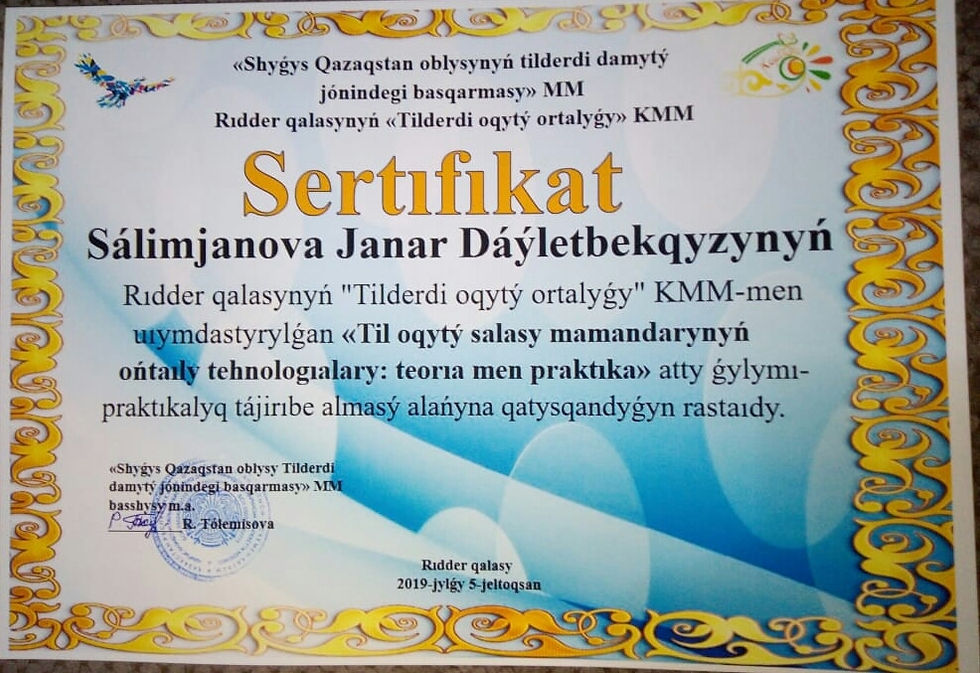 «Shyǵys Qazaqstan oblysynyń tilderdi damytý
jónindegi basqarmasy» MM
Rıdder qalasynyń «Tilderdi oqytý ortalyǵy» KMM
Sertıfıkat
Sálimjanova Janar Dáýletbekqyzynyń
Rıdder qalasynyń "Tilderdi oqytý ortalyǵy" KMM-men
uıymdastyrylǵan «Til oqytý salasy mamandarynyń
ońtaıly tehnologıalary: teorıa men praktıka» atty ǵylymı-
praktıkalyq tájirıbe almasý alańyna qatysqandyǵyn rastaıdy.
«Shyǵys Qazaqstan oblysy Tilderdi
damytý jónindegi basqarmasy» MM
basshysy m.a.
R. Tólemisova
Rıdder qalasy
2019-jylǵy 5-jeltoqsan